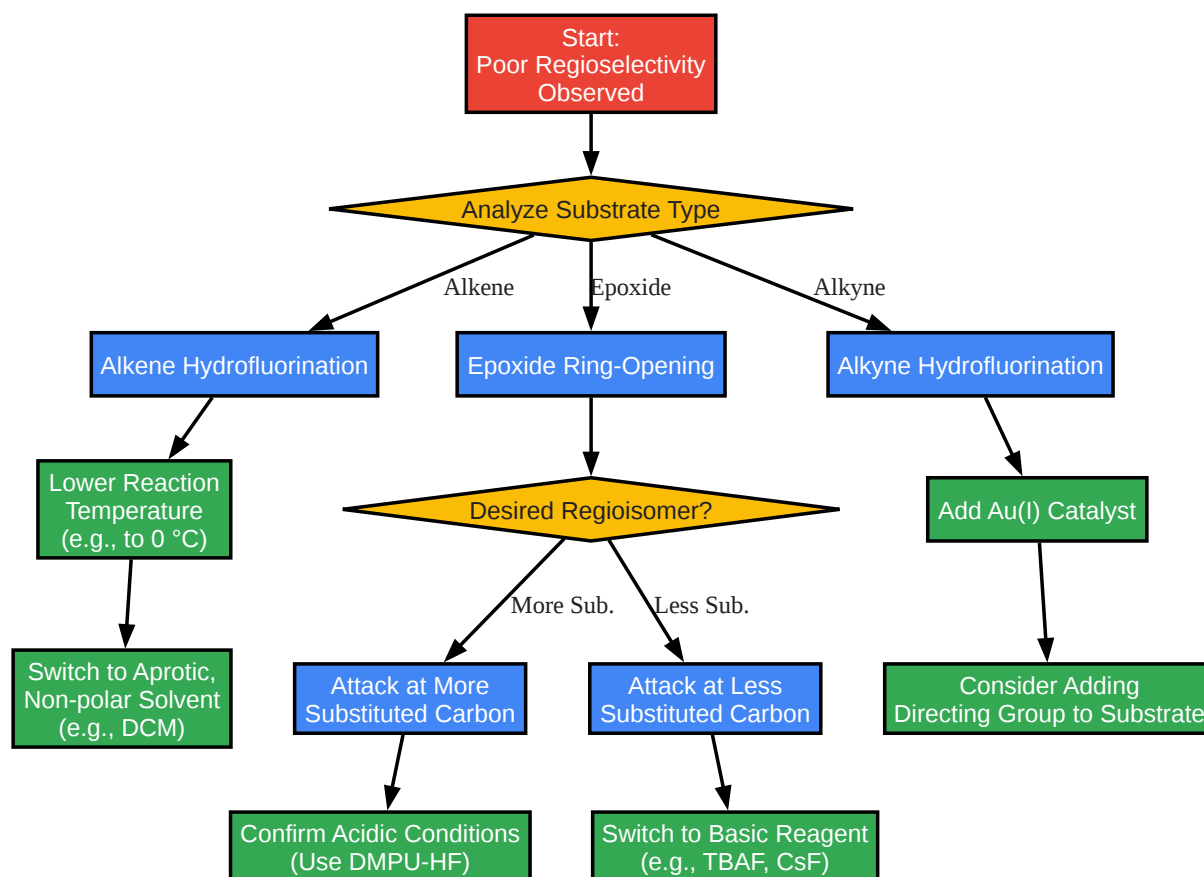 Start:
Poor Regioselectivity
Observed
Analyze Substrate Type
Alkene
Epoxide
Alkyne
Alkene Hydrofluorination
Epoxide Ring-Opening
Alkyne Hydrofluorination
Lower Reaction
Temperature
(e.g., to 0 °C)
Desired Regioisomer?
Add Au(I) Catalyst
More Sub.
Less Sub.
Switch to Aprotic,
Non-polar Solvent
(e.g., DCM)
Attack at More
Substituted Carbon
Attack at Less
Substituted Carbon
Consider Adding
Directing Group to Substrate
Confirm Acidic Conditions
(Use DMPU-HF)
Switch to Basic Reagent
(e.g., TBAF, CsF)